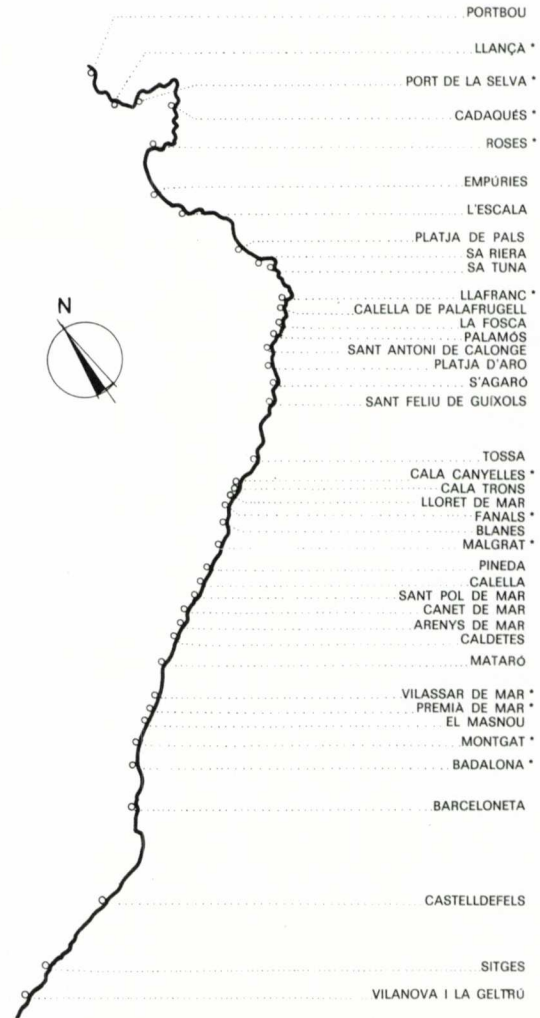 PORTBOU
LLANÇA *
PORT DE LA SELVA *
CADAQUÉS *
ROSES *
EMPÚRIES
L'ESCALA
PLATJA DE PALS
SA RIERA
SA TUNA
N
LLAFRANC *
CALELLA DE PALAFRUGELL
LA FOSCA
PALAMÓS
SANT ANTONI DE CALONGE
PLATJA D'ARO
S'AGARÓ
SANT FELIU DE GUÍXOLS
TOSSA
CALA CANYELLES *
CALA TRONS
LLORET DE MAR
FANALS *
BLANES
MALGRAT *
PINEDA
CALELLA
SANT POL DE MAR
CANET DE MAR
ARENYS DE MAR
CALDETES
MATARÓ
VILASSAR DE MAR *
PREMIÀ DE MAR *
EL MASNOU
MONTGAT *
BADALONA *
BARCELONETA
CASTELLDEFELS
SITGES
VILANOVA I LA GELTRÚ